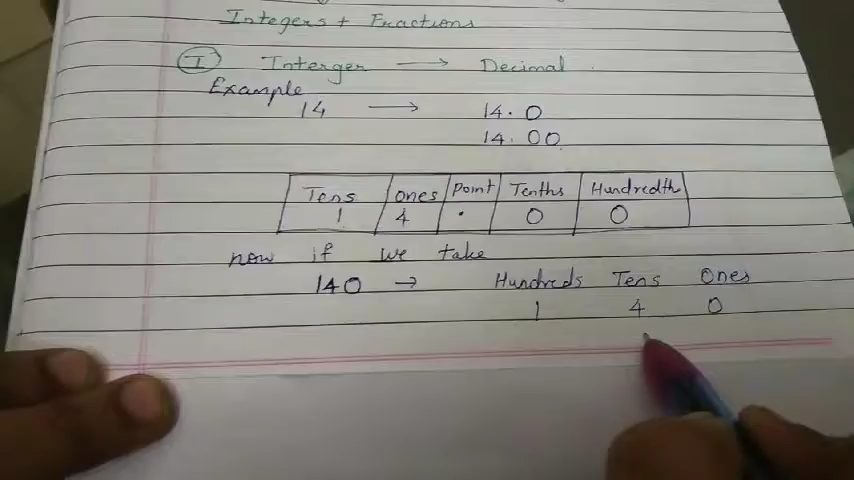 Integers + Fractions
I Interger → Decimal
Example
14 → 14.0
14.00
Tens Ones Point Tenths Hundredth
1 4 . 0 0
now if we take
140 → Hundreds Tens Ones
1 4 0